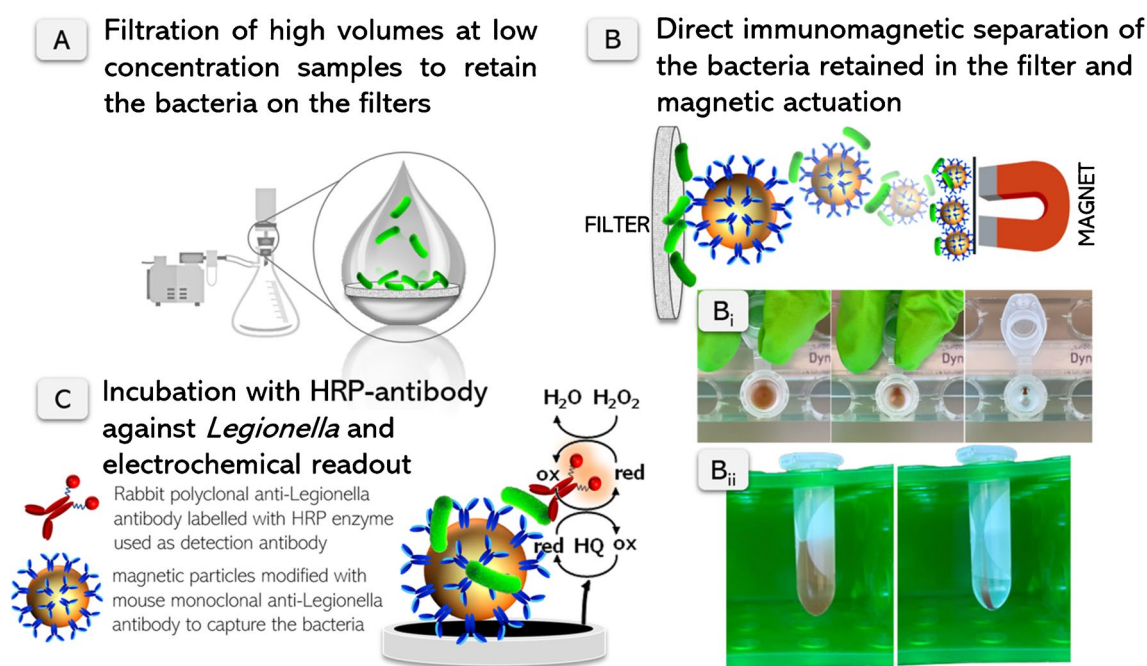 A
Filtration of high volumes at low
concentration samples to retain
the bacteria on the filters
B
Direct immunomagnetic separation of
the bacteria retained in the filter and
magnetic actuation
FILTER
MAGNET
Bi
Dyn
Dyn
Dyn
Bii
C
Incubation with HRP-antibody
against Legionella and
electrochemical readout
Rabbit polyclonal anti-Legionella
antibody labelled with HRP enzyme
used as detection antibody
magnetic particles modified with
mouse monoclonal anti-Legionella
antibody to capture the bacteria
H2O H2O2
ox red
red HQ ox